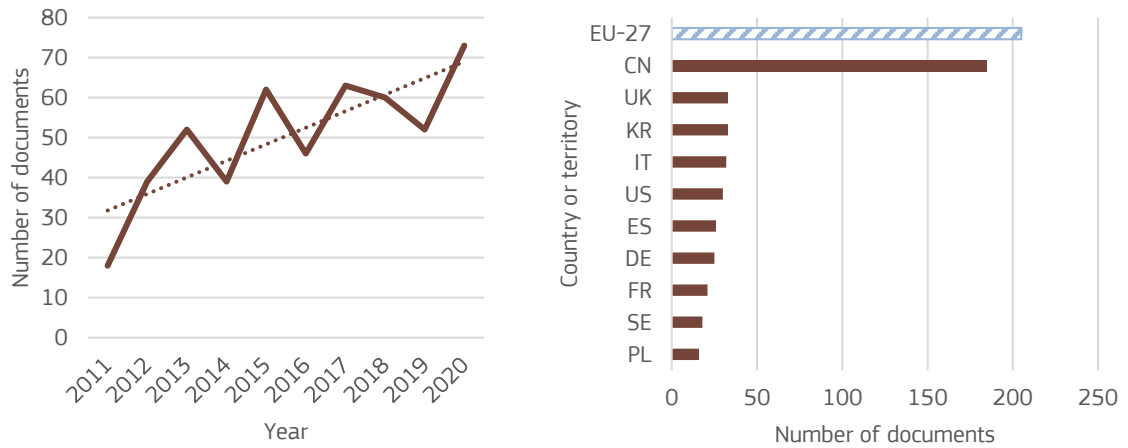 80
70
60
50
40
30
20
10
0
Number of documents
2011
2012
2013
2014
2015
2016
2017
2018
2019
2020
Year
EU-27
CN
UK
KR
IT
US
ES
DE
FR
SE
PL
Country or territory
0 50 100 150 200 250
Number of documents